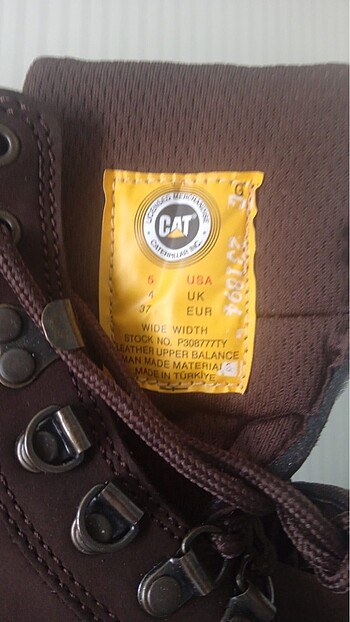 LICENSED MERCHANDISE
CAT
CATERPILLAR INC.
5 USA
4 UK
37 EUR
WIDE WIDTH
STOCK NO. P308777TY
LEATHER UPPER BALANCE
MAN MADE MATERIAL
MADE IN TÜRKİYE